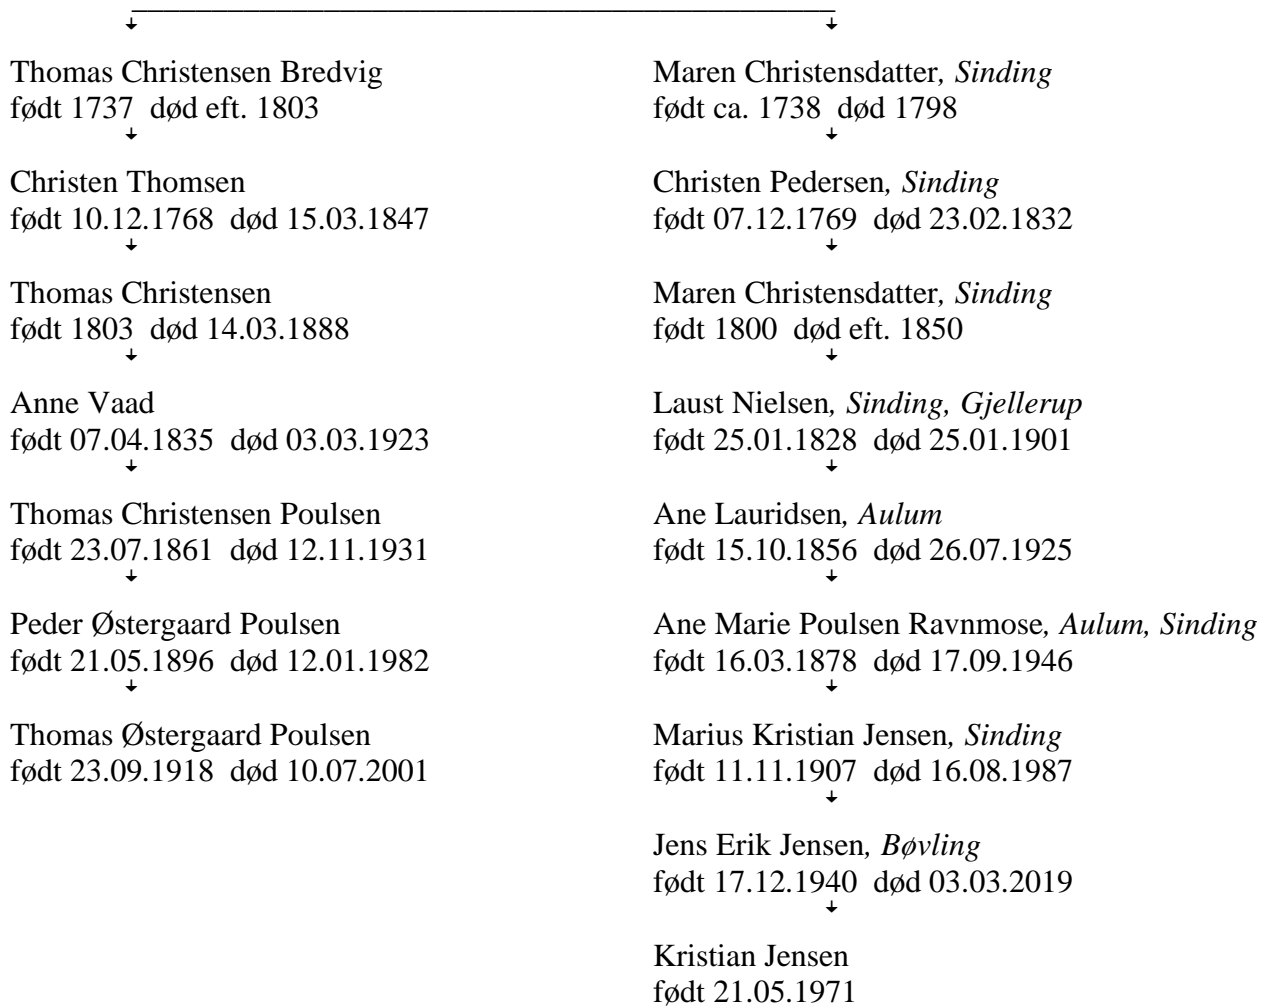 Thomas Christensen Bredvig
født 1737 død eft. 1803
Maren Christensdatter, Sinding
født ca. 1738 død 1798
Christen Thomsen
født 10.12.1768 død 15.03.1847
Christen Pedersen, Sinding
født 07.12.1769 død 23.02.1832
Thomas Christensen
født 1803 død 14.03.1888
Maren Christensdatter, Sinding
født 1800 død eft. 1850
Anne Vaad
født 07.04.1835 død 03.03.1923
Laust Nielsen, Sinding, Gjellerup
født 25.01.1828 død 25.01.1901
Thomas Christensen Poulsen
født 23.07.1861 død 12.11.1931
Ane Lauridsen, Aulum
født 15.10.1856 død 26.07.1925
Peder Østergaard Poulsen
født 21.05.1896 død 12.01.1982
Ane Marie Poulsen Ravnmose, Aulum, Sinding
født 16.03.1878 død 17.09.1946
Thomas Østergaard Poulsen
født 23.09.1918 død 10.07.2001
Marius Kristian Jensen, Sinding
født 11.11.1907 død 16.08.1987
Jens Erik Jensen, Bøvling
født 17.12.1940 død 03.03.2019
Kristian Jensen
født 21.05.1971